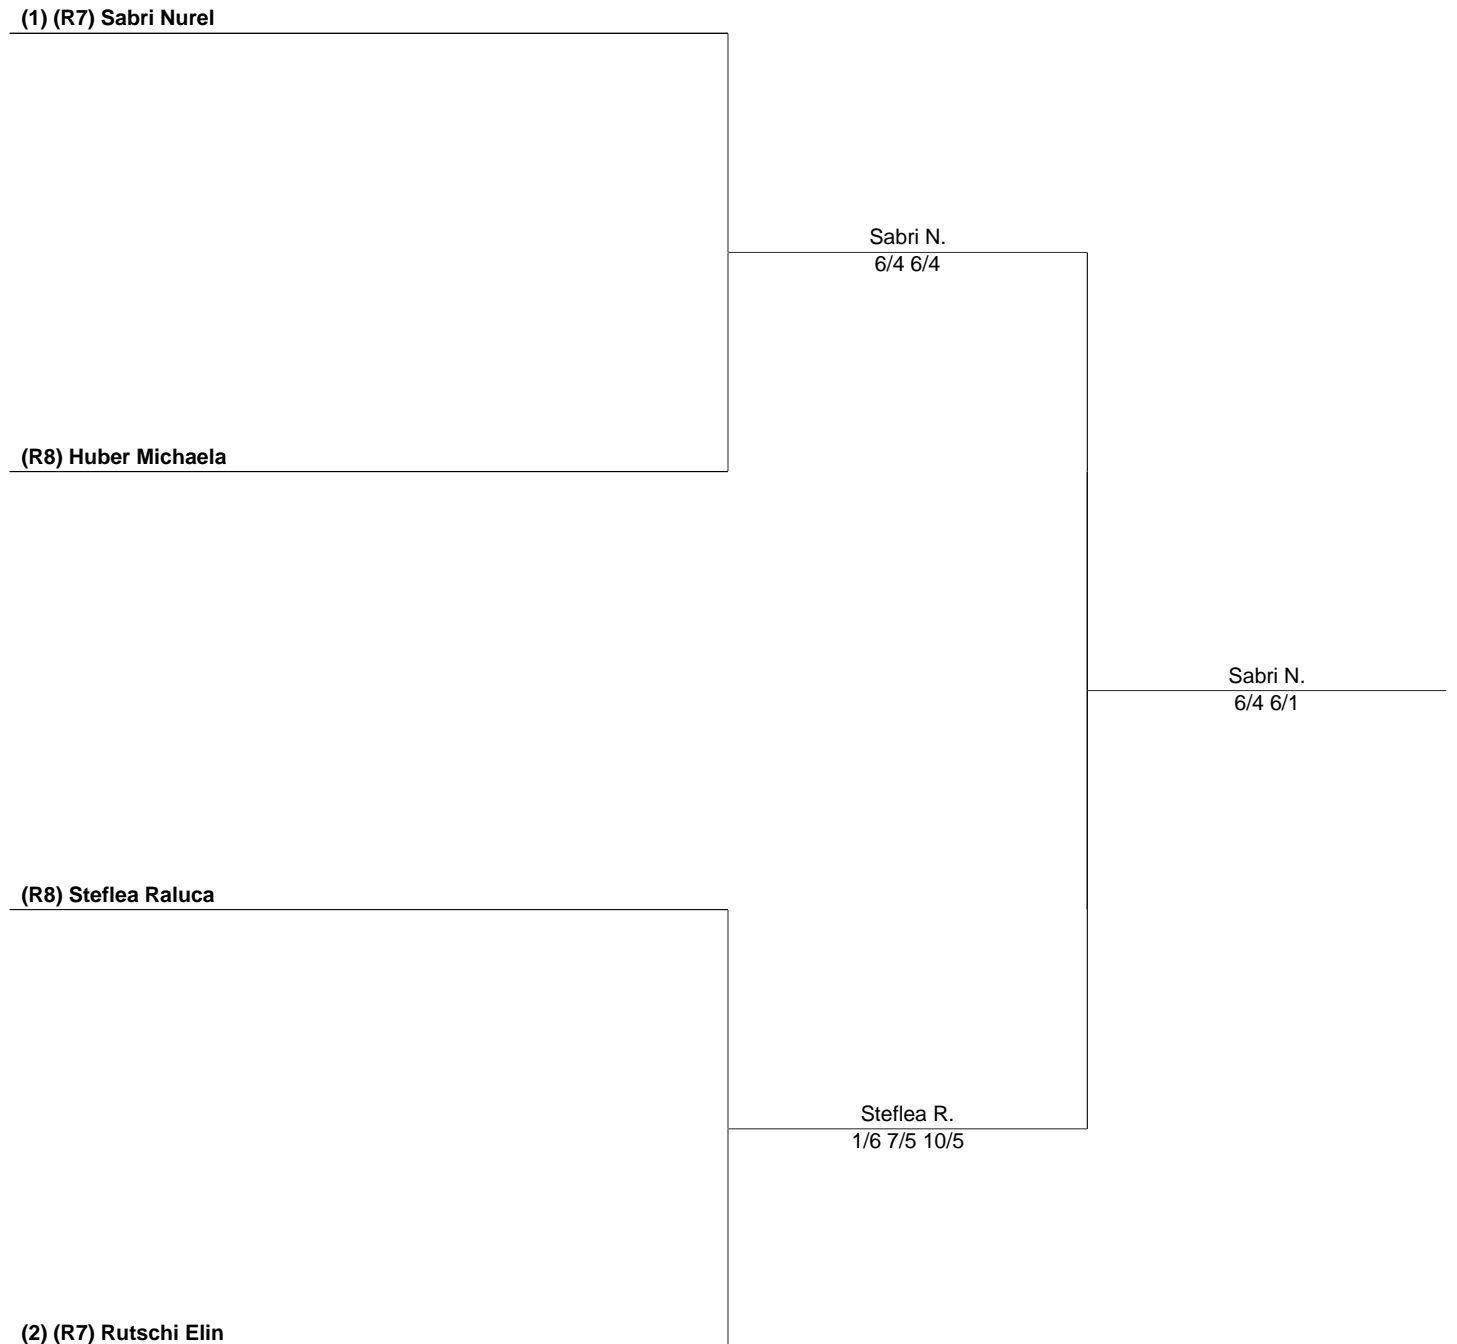 (1) (R7) Sabri Nurel
Sabri N.
6/4 6/4
(R8) Huber Michaela
Sabri N.
6/4 6/1
(R8) Steflea Raluca
Steflea R.
1/6 7/5 10/5
(2) (R7) Rutschi Elin